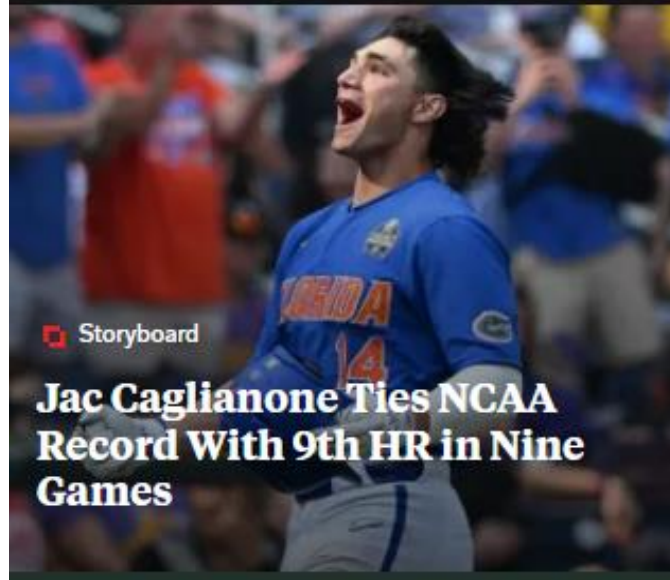 FLORIDA
14
Storyboard
Jac Caglianone Ties NCAA
Record With 9th HR in Nine
Games